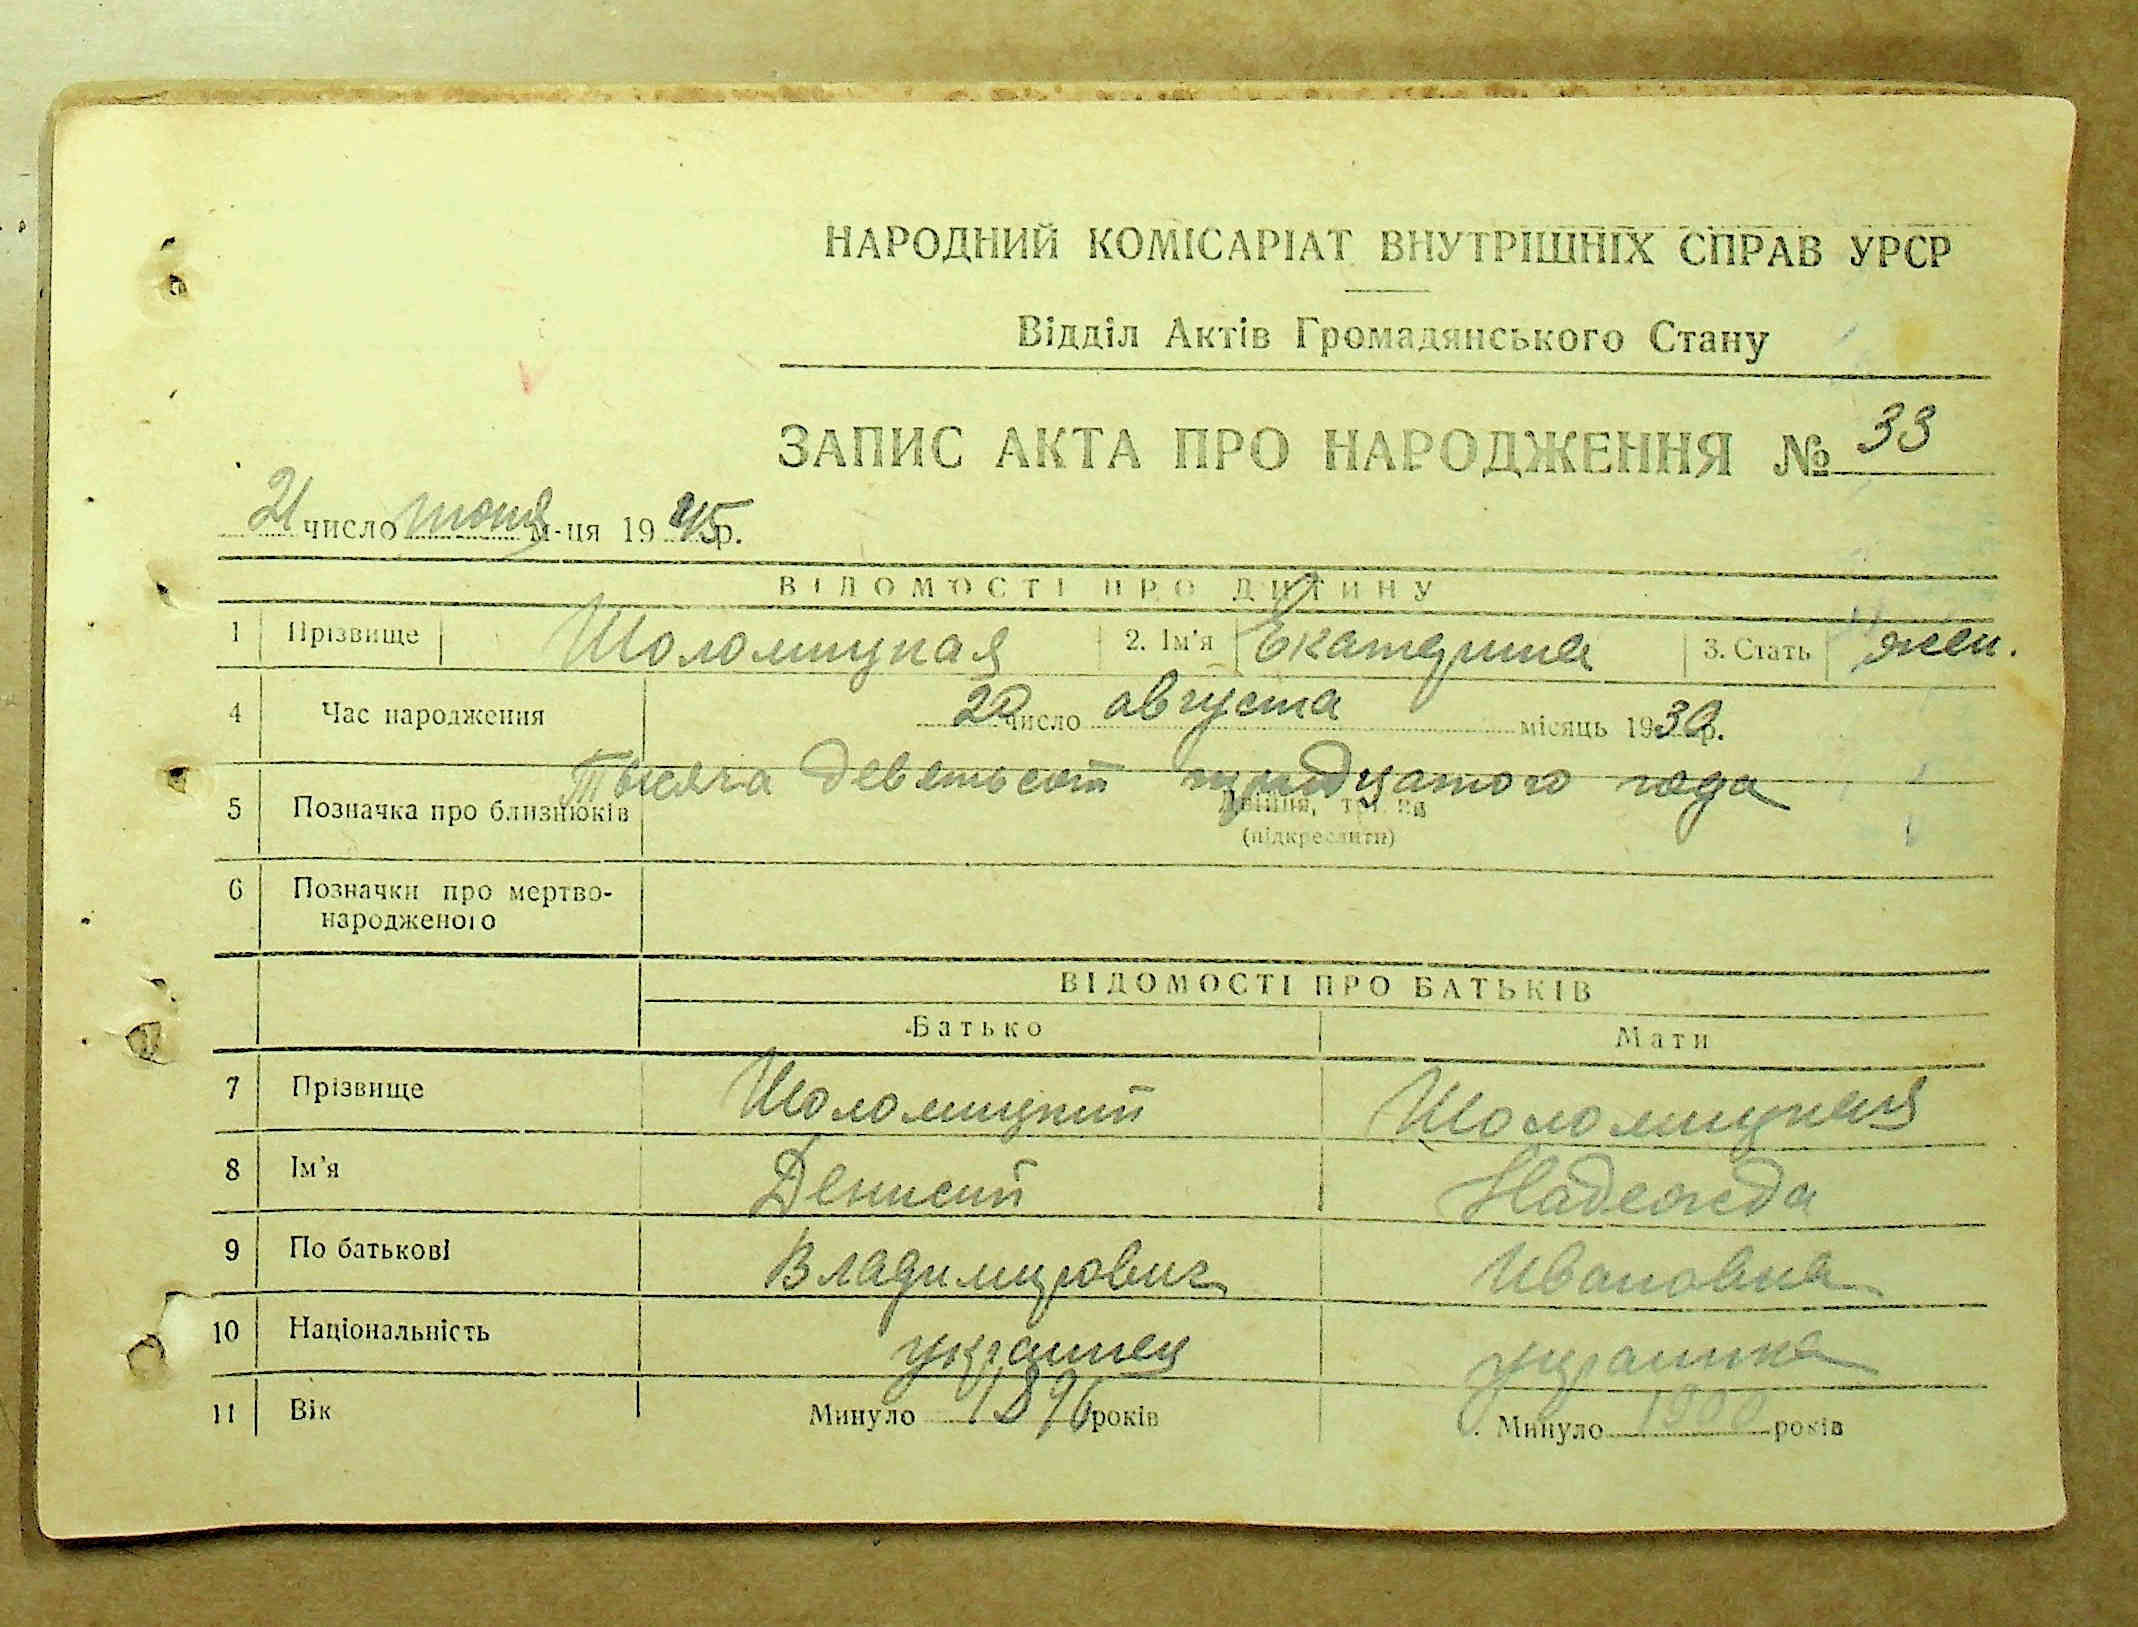 НАРОДНИЙ КОМІСАРІАТ ВНУТРІШНІХ СПРАВ УРСР
Відділ Актів Громадянського Стану
ЗАПИС АКТА ПРО НАРОДЖЕННЯ № 33
21 число июня м-ця 1945р.
ВІДОМОСТІ ПРО ДИТИНУ
1 Прізвище Шоломицкая 2. Ім'я Екатерина 3. Стать жен.
4 Час народження 20 число августа місяць 1930р.
Тысяча девятьсот тридцатого года
5 Позначка про близнюків Двійня, трійня
(підкреслити)
6 Позначки про мертво-
народженого
ВІДОМОСТІ ПРО БАТЬКІВ
Батько Мати
7 Прізвище Шоломицкий Шоломицкая
8 Ім'я Денисий Надежда
9 По батькові Владимирович Ивановна
10 Національність украинец украинка
11 Вік Минуло 1896 років Минуло 1900 років